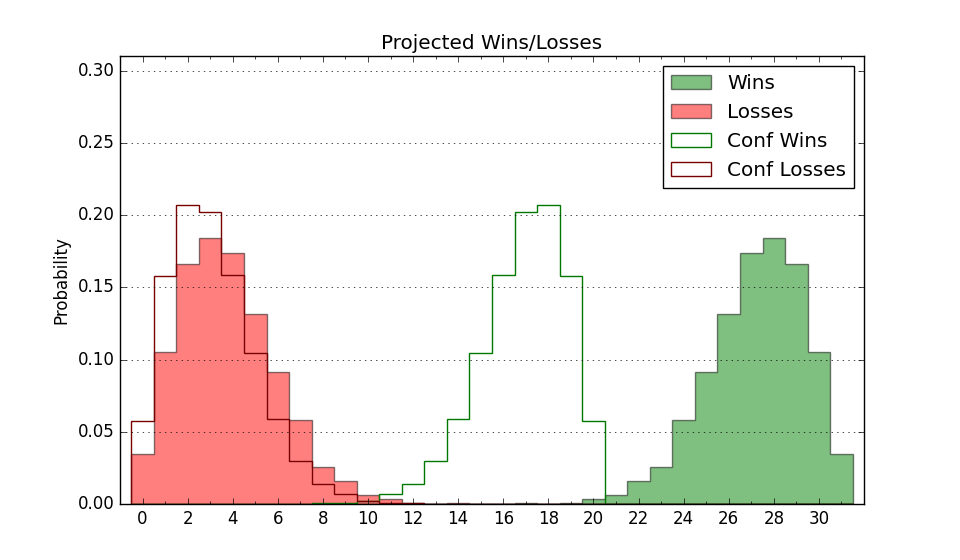 Projected Wins/Losses
0.30
0.25
0.20
0.15
0.10
0.05
0.00
Probability
Wins
Losses
Conf Wins
Conf Losses
0 2 4 6 8 10 12 14 16 18 20 22 24 26 28 30